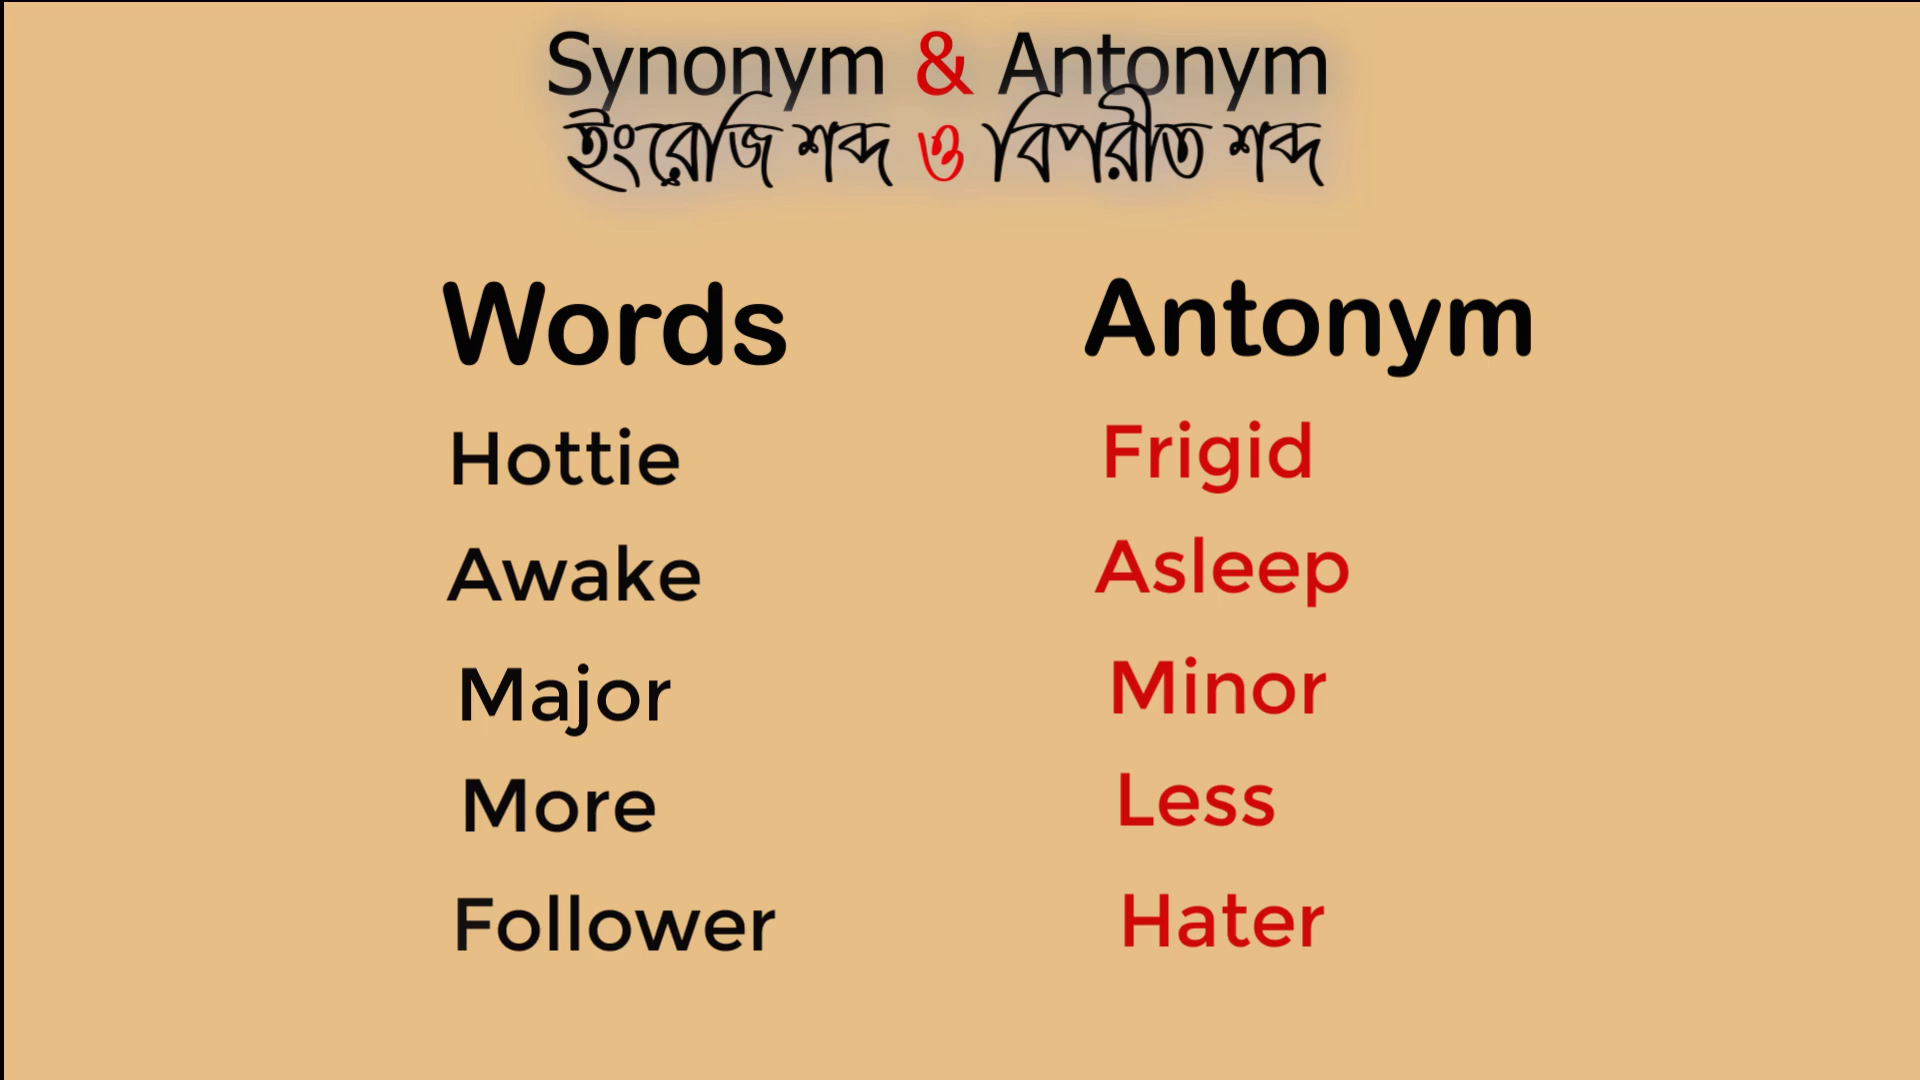 Synonym & Antonym
ইংরেজি শব্দ ও বিপরীত শব্দ
Words Antonym
Hottie Frigid
Awake Asleep
Major Minor
More Less
Follower Hater